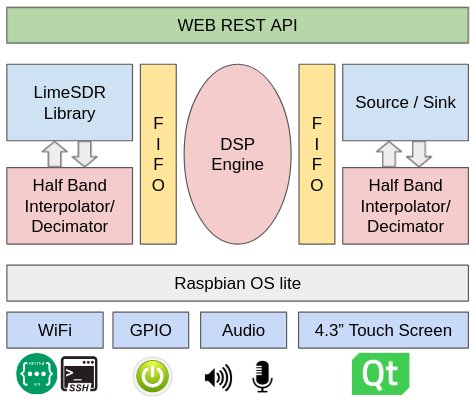 WEB REST API
LimeSDR
Library
F
I
F
O
DSP
Engine
F
I
F
O
Source / Sink
Half Band
Interpolator/
Decimator
Half Band
Interpolator/
Decimator
Raspbian OS lite
WiFi
GPIO
Audio
4.3” Touch Screen
{...}
>_
SSH
Qt